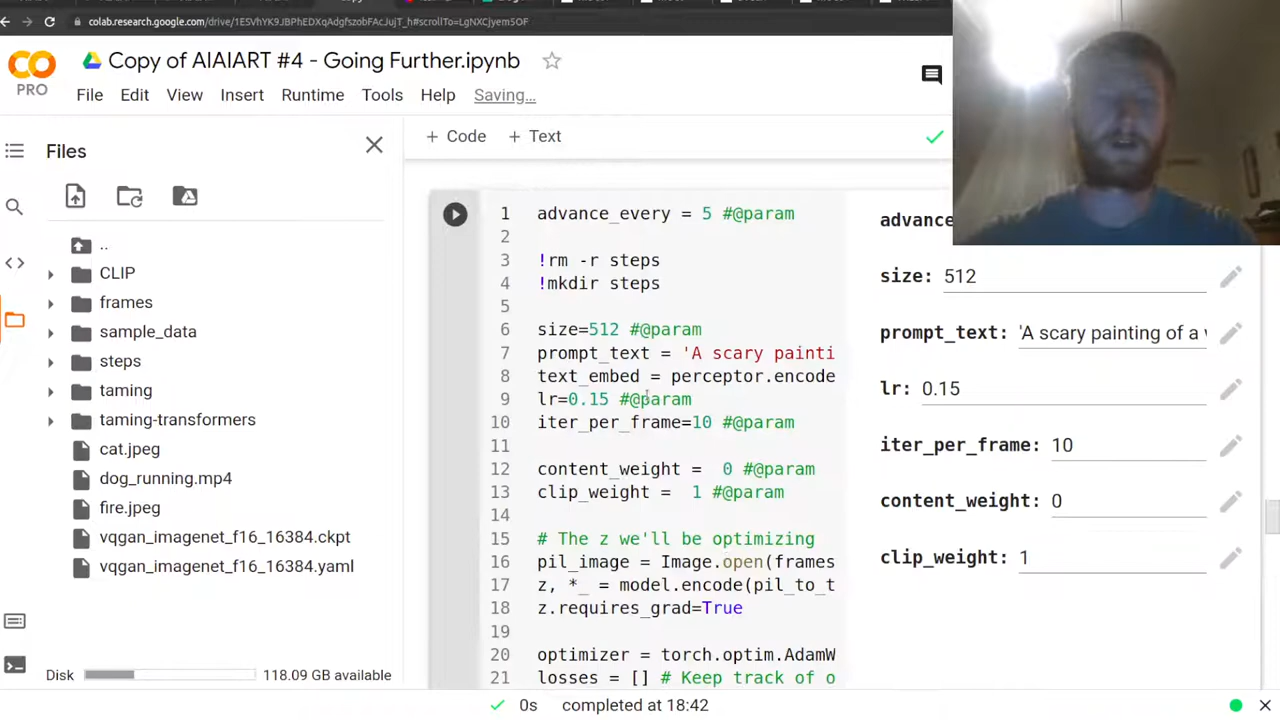 colab.research.google.com/drive/1ESVhYK9JBPhEDXqAdgfszobFAcJujT_h#scrollTo=LgNXCjyem5OF
Copy of AIAIART #4 - Going Further.ipynb
PRO
File Edit View Insert Runtime Tools Help Saving...
Files
+ Code + Text
..
CLIP
frames
sample_data
steps
taming
taming-transformers
cat.jpeg
dog_running.mp4
fire.jpeg
vqgan_imagenet_f16_16384.ckpt
vqgan_imagenet_f16_16384.yaml
Disk 118.09 GB available
1 advance_every = 5 #@param
2
3 !rm -r steps
4 !mkdir steps
5
6 size=512 #@param
7 prompt_text = 'A scary painti
8 text_embed = perceptor.encode
9 lr=0.15 #@param
10 iter_per_frame=10 #@param
11
12 content_weight = 0 #@param
13 clip_weight = 1 #@param
14
15 # The z we'll be optimizing
16 pil_image = Image.open(frames
17 z, *_ = model.encode(pil_to_t
18 z.requires_grad=True
19
20 optimizer = torch.optim.AdamW
21 losses = [] # Keep track of o
advanc
size: 512
prompt_text: 'A scary painting of a
lr: 0.15
iter_per_frame: 10
content_weight: 0
clip_weight: 1
0s completed at 18:42